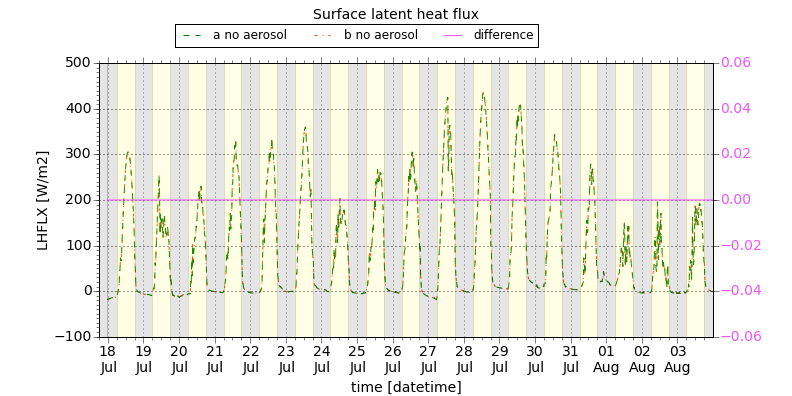 Surface latent heat flux
a no aerosol b no aerosol difference
500 0.06
400 0.04
300 0.02
200 0.00
100 −0.02
0 −0.04
−100 −0.06
LHFLX [W/m2]
18 19 20 21 22 23 24 25 26 27 28 29 30 31 01 02 03
Jul Jul Jul Jul Jul Jul Jul Jul Jul Jul Jul Jul Jul Jul Aug Aug Aug
time [datetime]